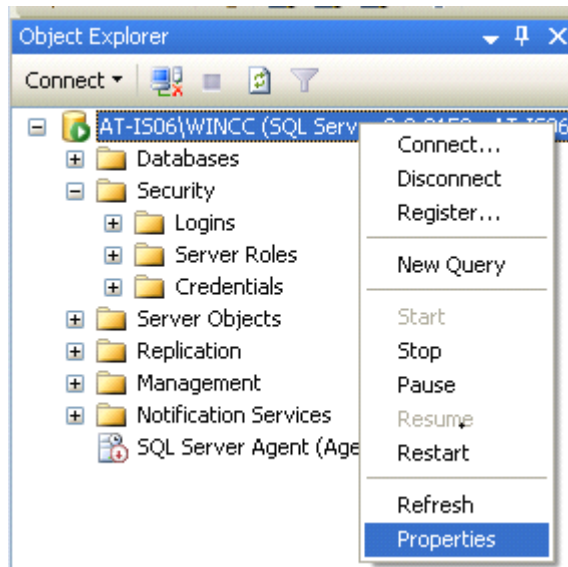 Object Explorer
Connect
AT-IS06\WINCC (SQL Serv
Databases
Security
Logins
Server Roles
Credentials
Server Objects
Replication
Management
Notification Services
SQL Server Agent (Age
Connect...
Disconnect
Register...
New Query
Start
Stop
Pause
Resume
Restart
Refresh
Properties